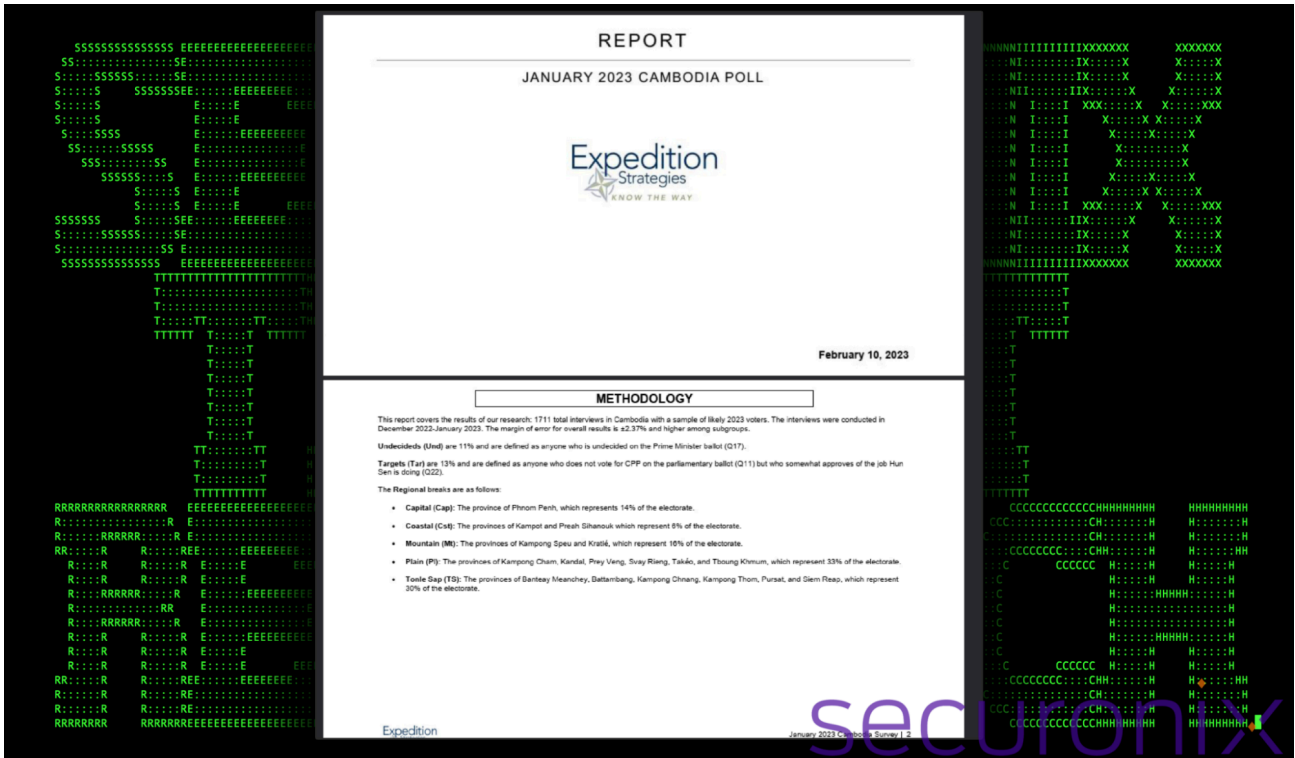 REPORT
JANUARY 2023 CAMBODIA POLL
Expedition
Strategies
KNOW THE WAY
February 10, 2023
METHODOLOGY
This report covers the results of our research: 1711 total interviews in Cambodia with a sample of likely 2023 voters. The interviews were conducted in
December 2022-January 2023. The margin of error for overall results is ±2.37% and higher among subgroups.
Undecideds (Und) are 11% and are defined as anyone who is undecided on the Prime Minister ballot (Q17).
Targets (Tar) are 13% and are defined as anyone who does not vote for CPP on the parliamentary ballot (Q11) but who somewhat approves of the job Hun
Sen is doing (Q22).
The Regional breaks are as follows:
• Capital (Cap): The province of Phnom Penh, which represents 14% of the electorate.
• Coastal (Cst): The provinces of Kampot and Preah Sihanouk which represent 6% of the electorate.
• Mountain (Mt): The provinces of Kampong Speu and Kratié, which represent 16% of the electorate.
• Plain (Pl): The provinces of Kampong Cham, Kandal, Prey Veng, Svay Rieng, Takéo, and Tboung Khmum, which represent 33% of the electorate.
• Tonle Sap (TS): The provinces of Banteay Meanchey, Battambang, Kampong Chnang, Kampong Thom, Pursat, and Siem Reap, which represent
30% of the electorate.
Expedition
January 2023 Cambodia Survey | 2
securonix